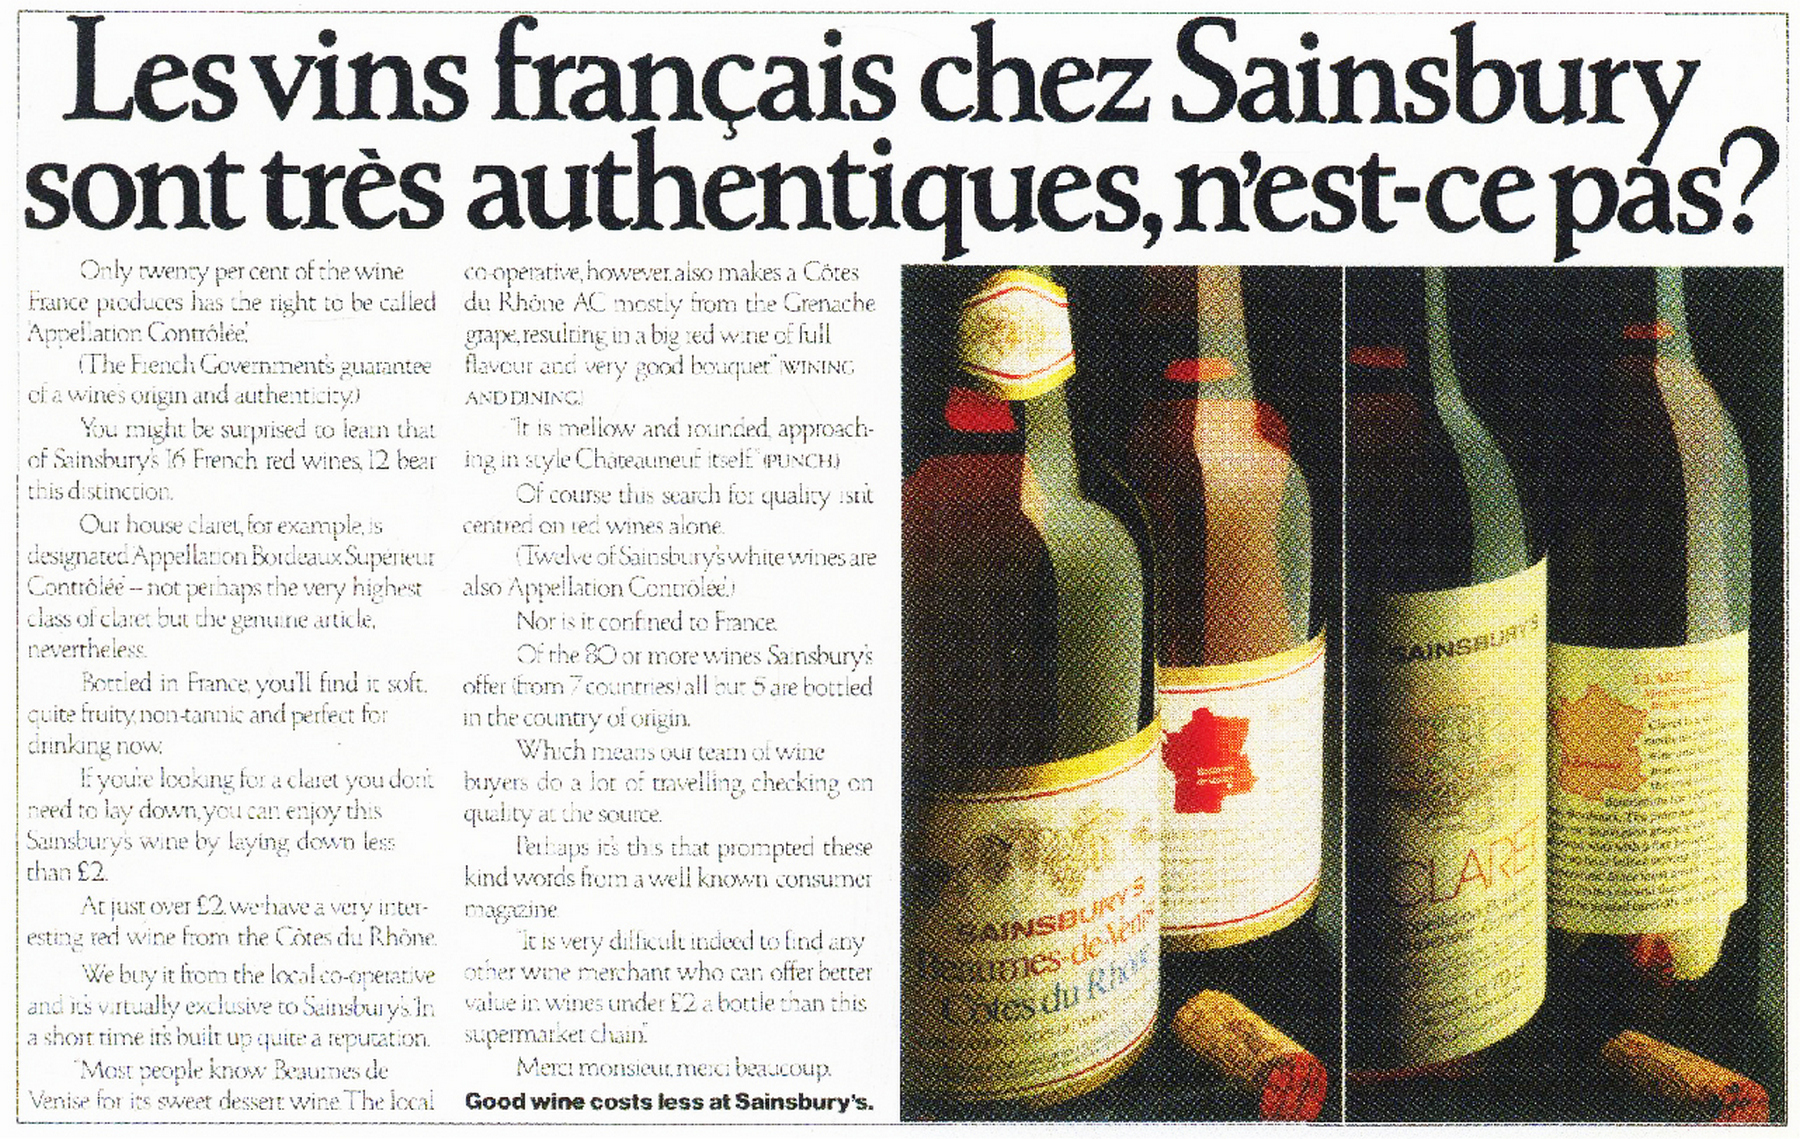 Les vins français chez Sainsbury
sont très authentiques, n'est-ce pas?
Only twenty per cent of the wine
France produces has the right to be called
'Appellation Contrôlée'.
(The French Government's guarantee
of a wine's origin and authenticity.)
You might be surprised to learn that
of Sainsbury's 16 French red wines, 12 bear
this distinction.
Our house claret, for example, is
designated 'Appellation Bordeaux Supérieur
Contrôlée' – not perhaps the very highest
class of claret but the genuine article,
nevertheless.
Bottled in France, you'll find it soft,
quite fruity, non-tannic and perfect for
drinking now.
If you're looking for a claret you don't
need to lay down, you can enjoy this
Sainsbury's wine by laying down less
than £2.
At just over £2, we have a very inter-
esting red wine from the Côtes du Rhône.
We buy it from the local co-operative
and it's virtually exclusive to Sainsbury's. In
a short time it's built up quite a reputation.
"Most people know Beaumes de
Venise for its sweet dessert wine. The local
co-operative, however, also makes a Côtes
du Rhône AC mostly from the Grenache
grape, resulting in a big red wine of full
flavour and very good bouquet." (WINING
AND DINING.)
"It is mellow and rounded, approach-
ing in style Châteauneuf itself." (PUNCH.)
Of course this search for quality isn't
centred on red wines alone.
(Twelve of Sainsbury's white wines are
also 'Appellation Contrôlée'.)
Nor is it confined to France.
Of the 80 or more wines Sainsbury's
offer (from 7 countries) all but 5 are bottled
in the country of origin.
Which means our team of wine
buyers do a lot of travelling, checking on
quality at the source.
Perhaps it's this that prompted these
kind words from a well known consumer
magazine.
"It is very difficult indeed to find any
other wine merchant who can offer better
value in wines under £2 a bottle than this
supermarket chain".
Merci monsieur, merci beaucoup.
Good wine costs less at Sainsbury's.
SAINSBURY'S
Beaumes-de-Venise
Côtes du Rhône
SAINSBURY'S
CLARET
CLARET